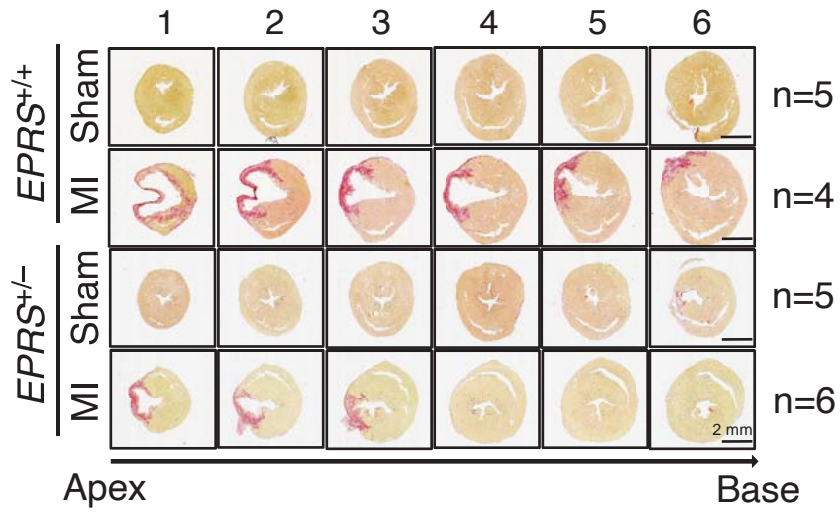 1 2 3 4 5 6
EPRS+/+
Sham
n=5
MI
n=4
EPRS+/−
Sham
n=5
MI
n=6
2 mm
Apex
Base